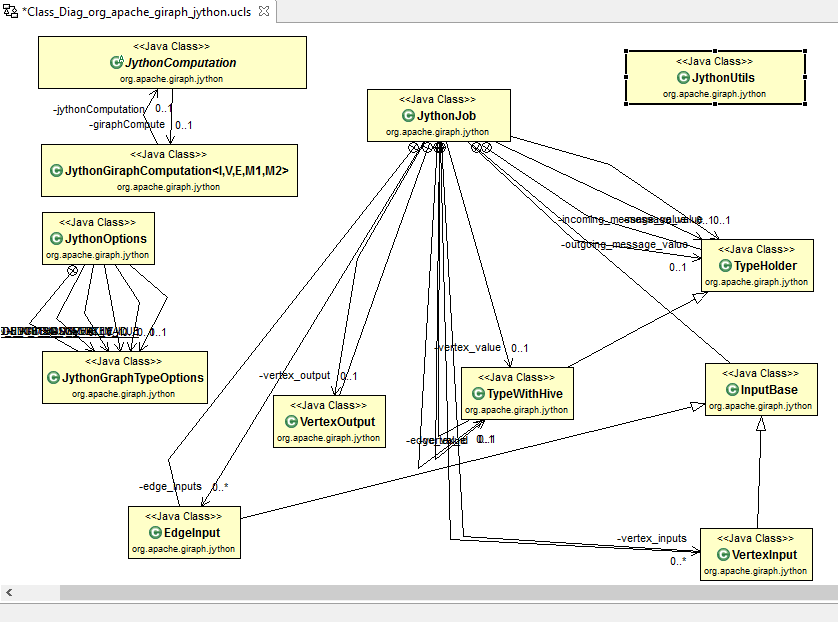 *Class_Diag_org_apache_giraph_jython.ucls
<<Java Class>>
JythonComputation
org.apache.giraph.jython
-jythonComputation
0..1
-giraphCompute
0..1
<<Java Class>>
JythonGiraphComputation<I,V,E,M1,M2>
org.apache.giraph.jython
<<Java Class>>
JythonOptions
org.apache.giraph.jython
0..1
<<Java Class>>
JythonGraphTypeOptions
org.apache.giraph.jython
<<Java Class>>
JythonJob
org.apache.giraph.jython
<<Java Class>>
JythonUtils
org.apache.giraph.jython
-incoming_message_value
0..1
0..1
-outgoing_message_value
0..1
<<Java Class>>
TypeHolder
org.apache.giraph.jython
-vertex_value
0..1
-vertex_output
0..1
<<Java Class>>
TypeWithHive
org.apache.giraph.jython
<<Java Class>>
InputBase
org.apache.giraph.jython
<<Java Class>>
VertexOutput
org.apache.giraph.jython
0..1
-edge_inputs
0..*
<<Java Class>>
EdgeInput
org.apache.giraph.jython
-vertex_inputs
0..*
<<Java Class>>
VertexInput
org.apache.giraph.jython